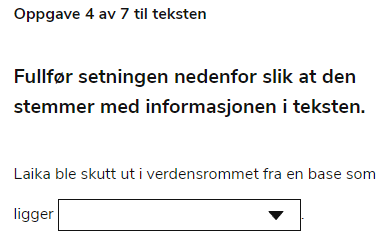 Oppgave 4 av 7 til teksten
Fullfør setningen nedenfor slik at den
stemmer med informasjonen i teksten.
Laika ble skutt ut i verdensrommet fra en base som
ligger .